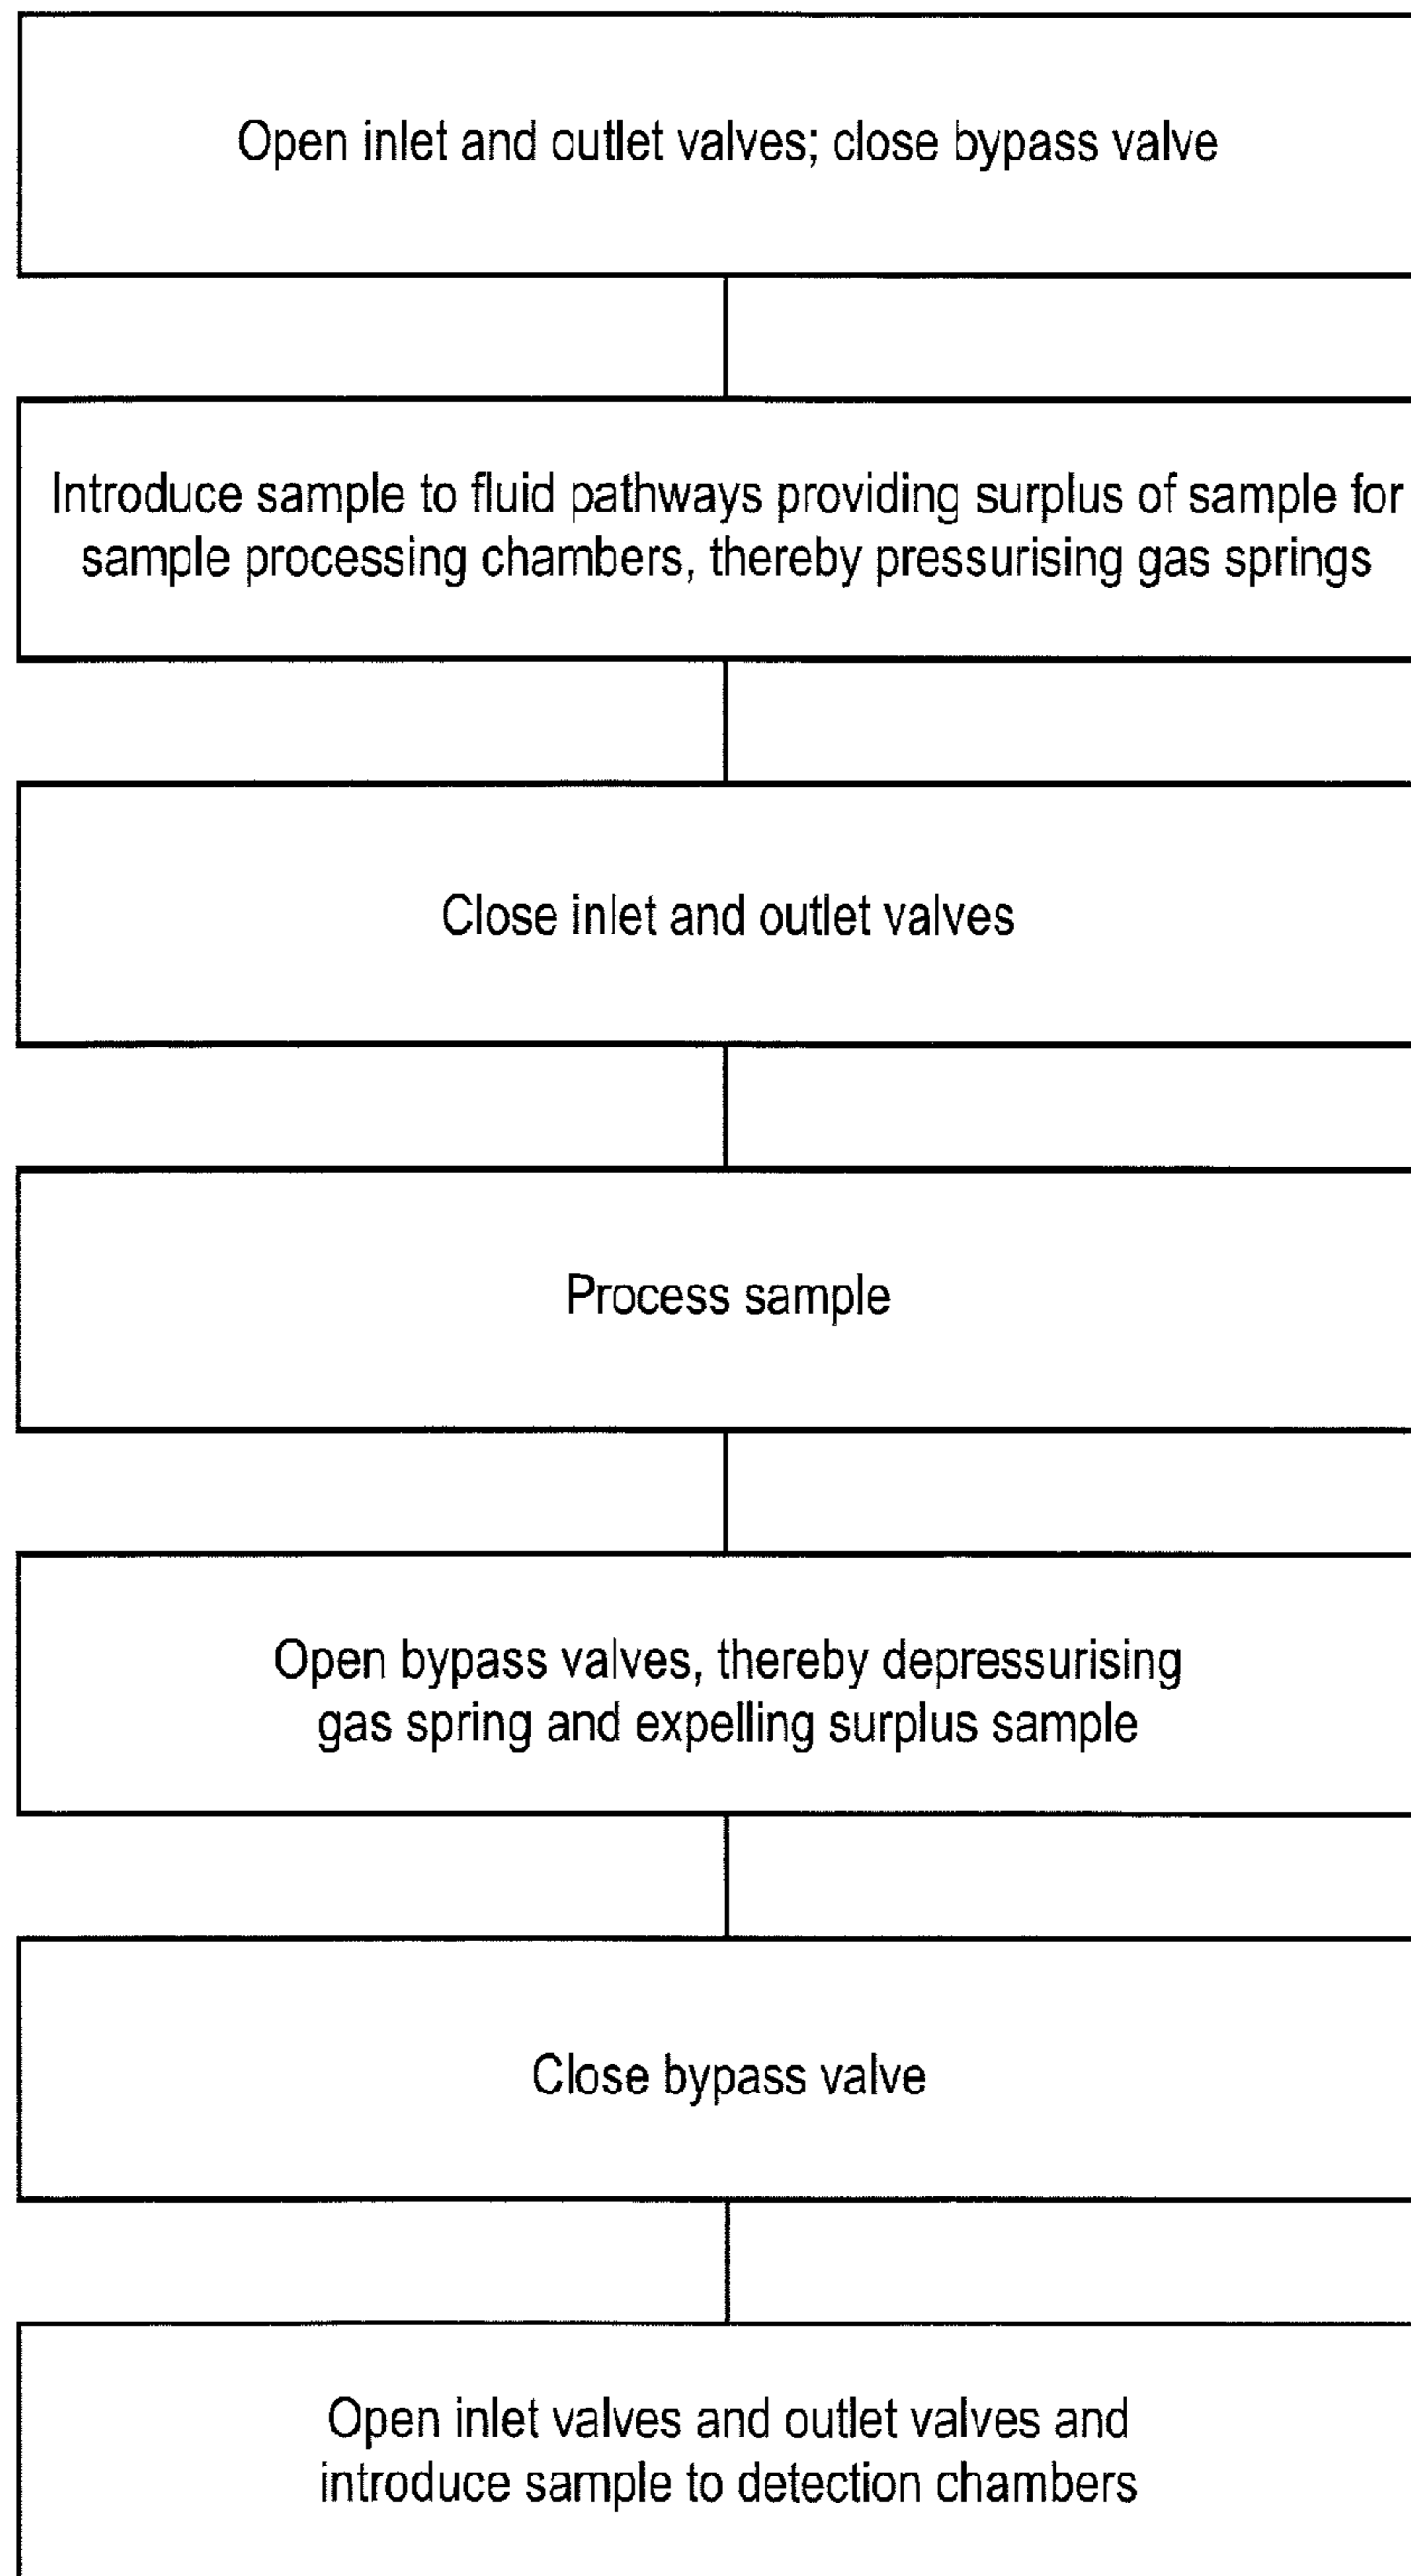 Open inlet and outlet valves; close bypass valve
Introduce sample to fluid pathways providing surplus of sample for
sample processing chambers, thereby pressurising gas springs
Close inlet and outlet valves
Process sample
Open bypass valves, thereby depressurising
gas spring and expelling surplus sample
Close bypass valve
Open inlet valves and outlet valves and
introduce sample to detection chambers